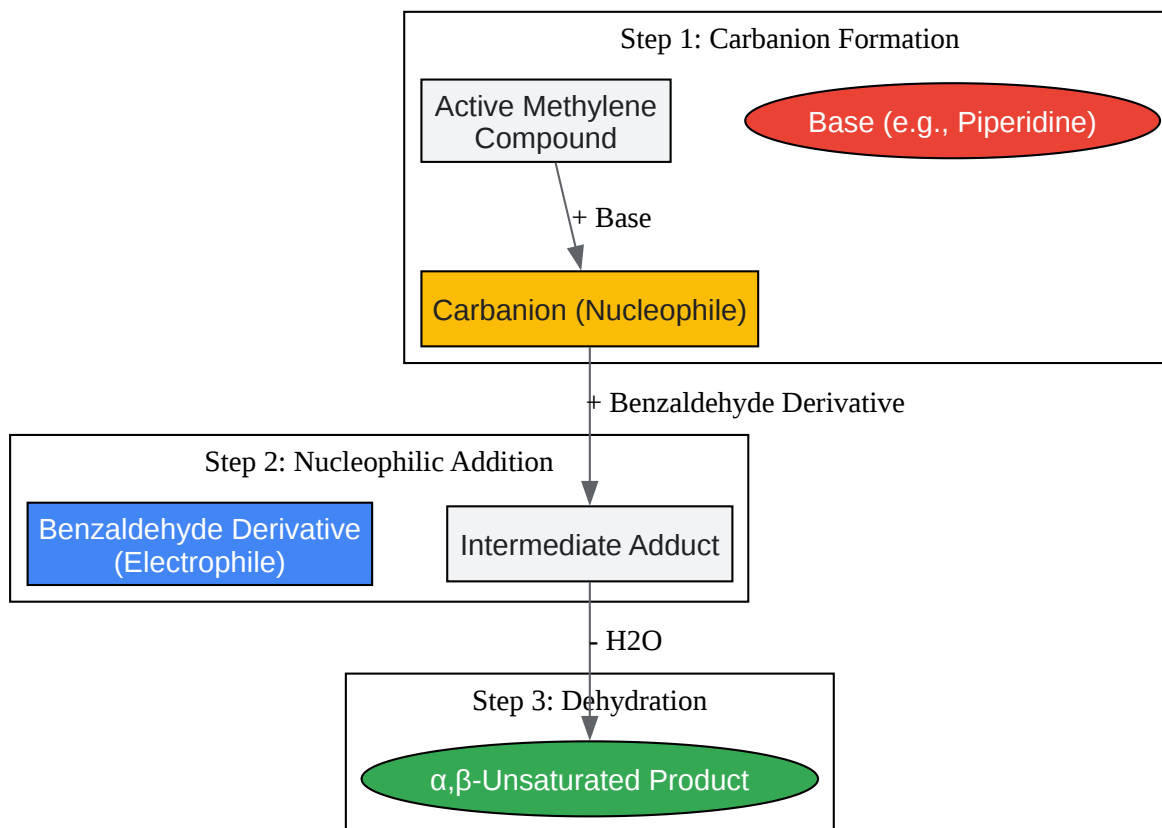 Step 1: Carbanion Formation
Active Methylene
Compound
Base (e.g., Piperidine)
+ Base
Carbanion (Nucleophile)
+ Benzaldehyde Derivative
Step 2: Nucleophilic Addition
Benzaldehyde Derivative
(Electrophile)
Intermediate Adduct
- H2O
Step 3: Dehydration
α,β-Unsaturated Product